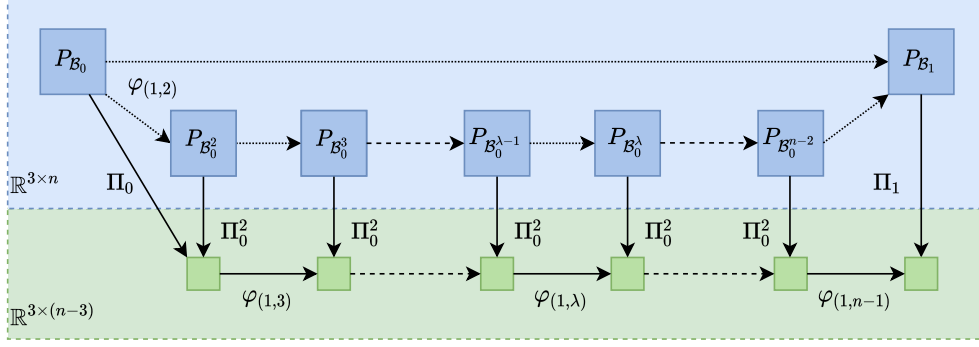 P_{𝓑_0}
P_{𝓑_1}
φ_{(1,2)}
P_{𝓑_0^2}
P_{𝓑_0^3}
P_{𝓑_0^{λ-1}}
P_{𝓑_0^λ}
P_{𝓑_0^{n-2}}
ℝ^{3×n}
Π_0
Π_1
Π_0^2
Π_0^2
Π_0^2
Π_0^2
Π_0^2
φ_{(1,3)}
φ_{(1,λ)}
φ_{(1,n-1)}
ℝ^{3×(n-3)}